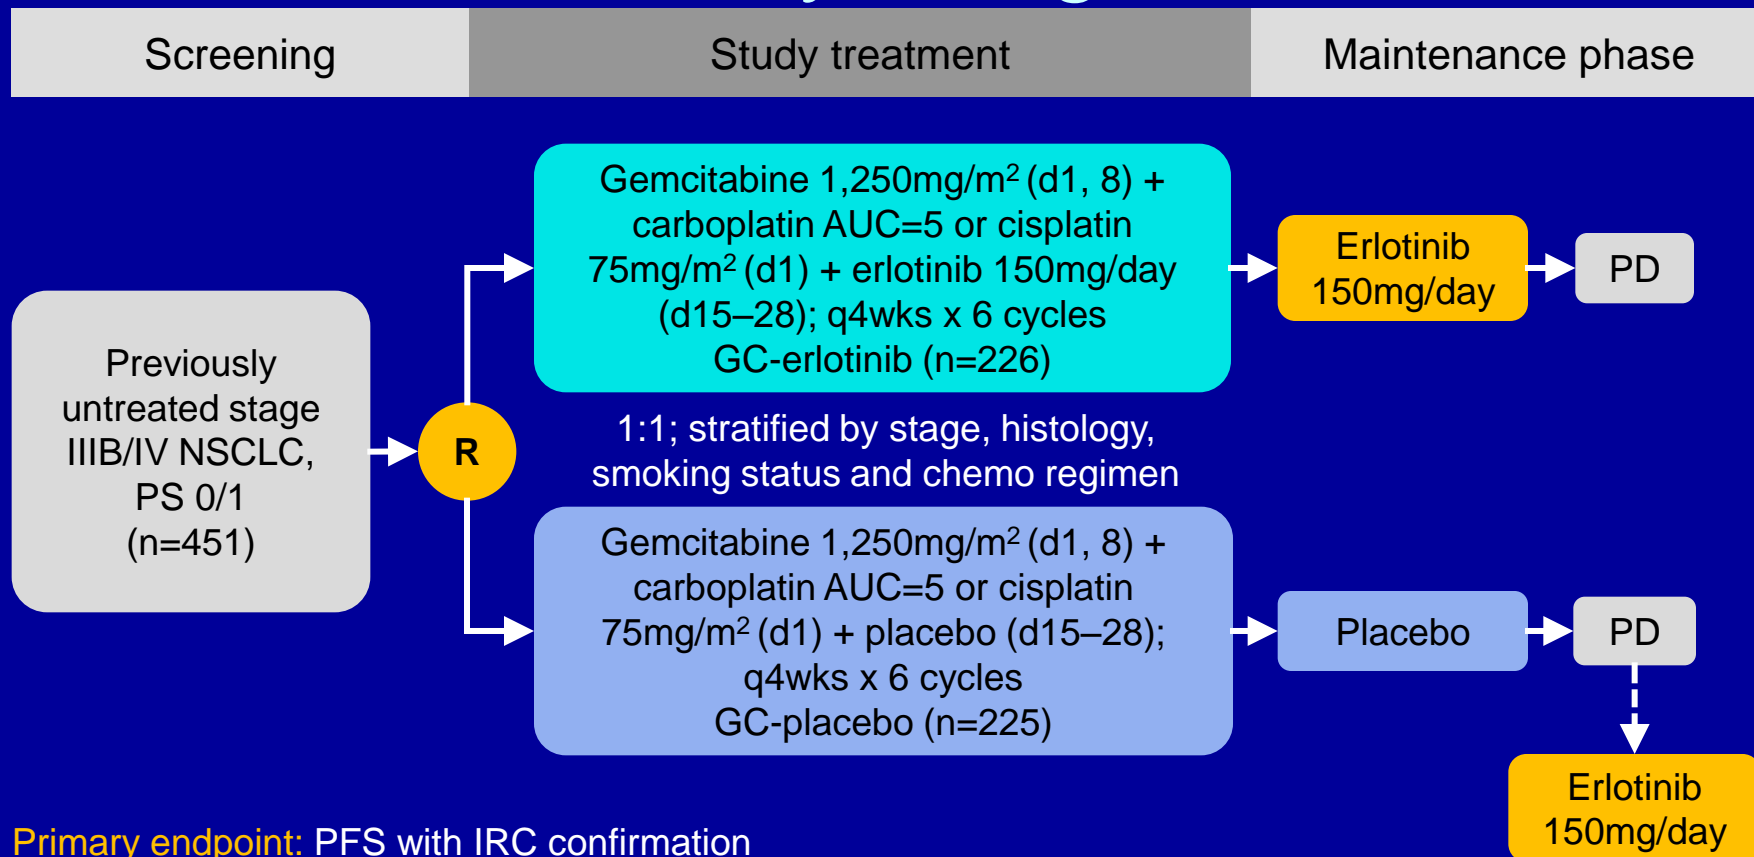 Screening
Study treatment
Maintenance phase
Previously
untreated stage
IIIB/IV NSCLC,
PS 0/1
(n=451)
R
Gemcitabine 1,250mg/m² (d1, 8) +
carboplatin AUC=5 or cisplatin
75mg/m² (d1) + erlotinib 150mg/day
(d15–28); q4wks x 6 cycles
GC-erlotinib (n=226)
Erlotinib
150mg/day
PD
1:1; stratified by stage, histology,
smoking status and chemo regimen
Gemcitabine 1,250mg/m² (d1, 8) +
carboplatin AUC=5 or cisplatin
75mg/m² (d1) + placebo (d15–28);
q4wks x 6 cycles
GC-placebo (n=225)
Placebo
PD
Erlotinib
150mg/day
Primary endpoint: PFS with IRC confirmation